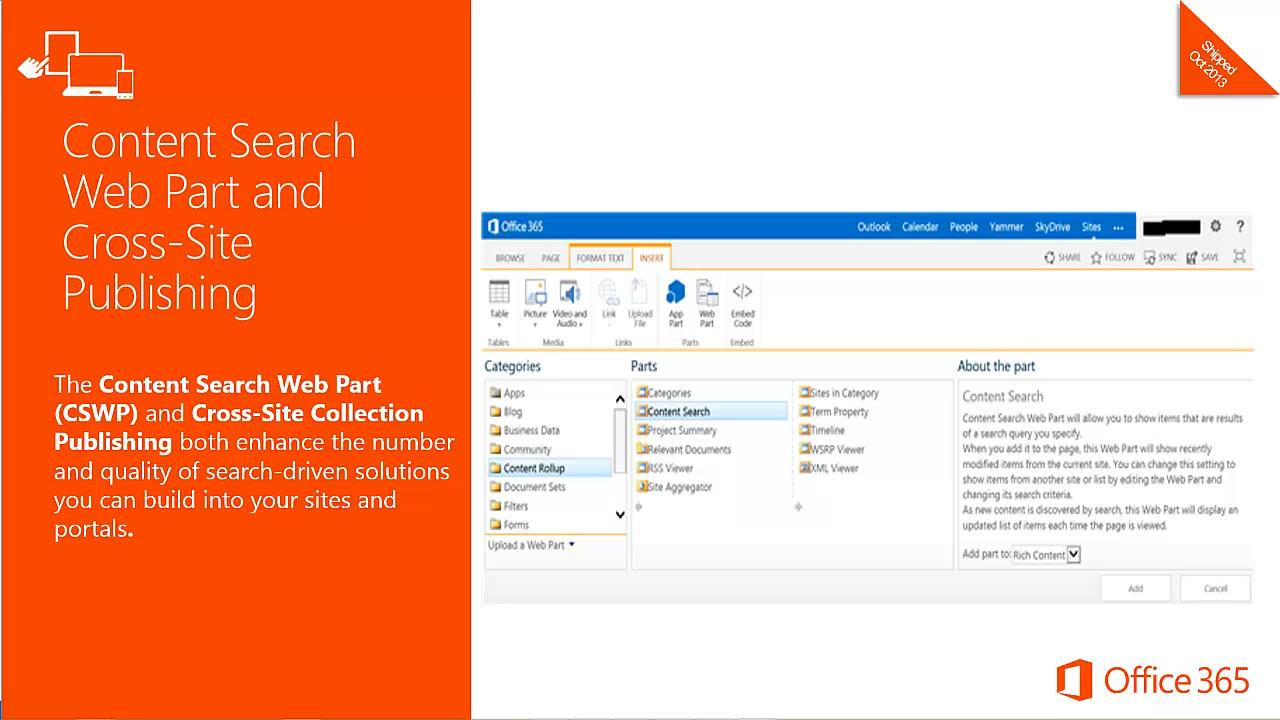 Shipped
Oct 2013
Content Search
Web Part and
Cross-Site
Publishing
The Content Search Web Part
(CSWP) and Cross-Site Collection
Publishing both enhance the number
and quality of search-driven solutions
you can build into your sites and
portals.
Office 365
Outlook Calendar People Yammer SkyDrive Sites ••• ?
BROWSE PAGE FORMAT TEXT INSERT SHARE FOLLOW SYNC SAVE
Table Picture Video and Audio Link Upload File App Part Web Part Embed Code
Tables Media Links Parts Embed
Categories
Apps
Blog
Business Data
Community
Content Rollup
Document Sets
Filters
Forms
Upload a Web Part
Parts
Categories
Content Search
Project Summary
Relevant Documents
RSS Viewer
Site Aggregator
Sites in Category
Term Property
Timeline
WSRP Viewer
XML Viewer
About the part
Content Search
Content Search Web Part will allow you to show items that are results
of a search query you specify.
When you add it to the page, this Web Part will show recently
modified items from the current site. You can change this setting to
show items from another site or list by editing the Web Part and
changing its search criteria.
As new content is discovered by search, this Web Part will display an
updated list of items each time the page is viewed.
Add part to: Rich Content
Add Cancel
Office 365